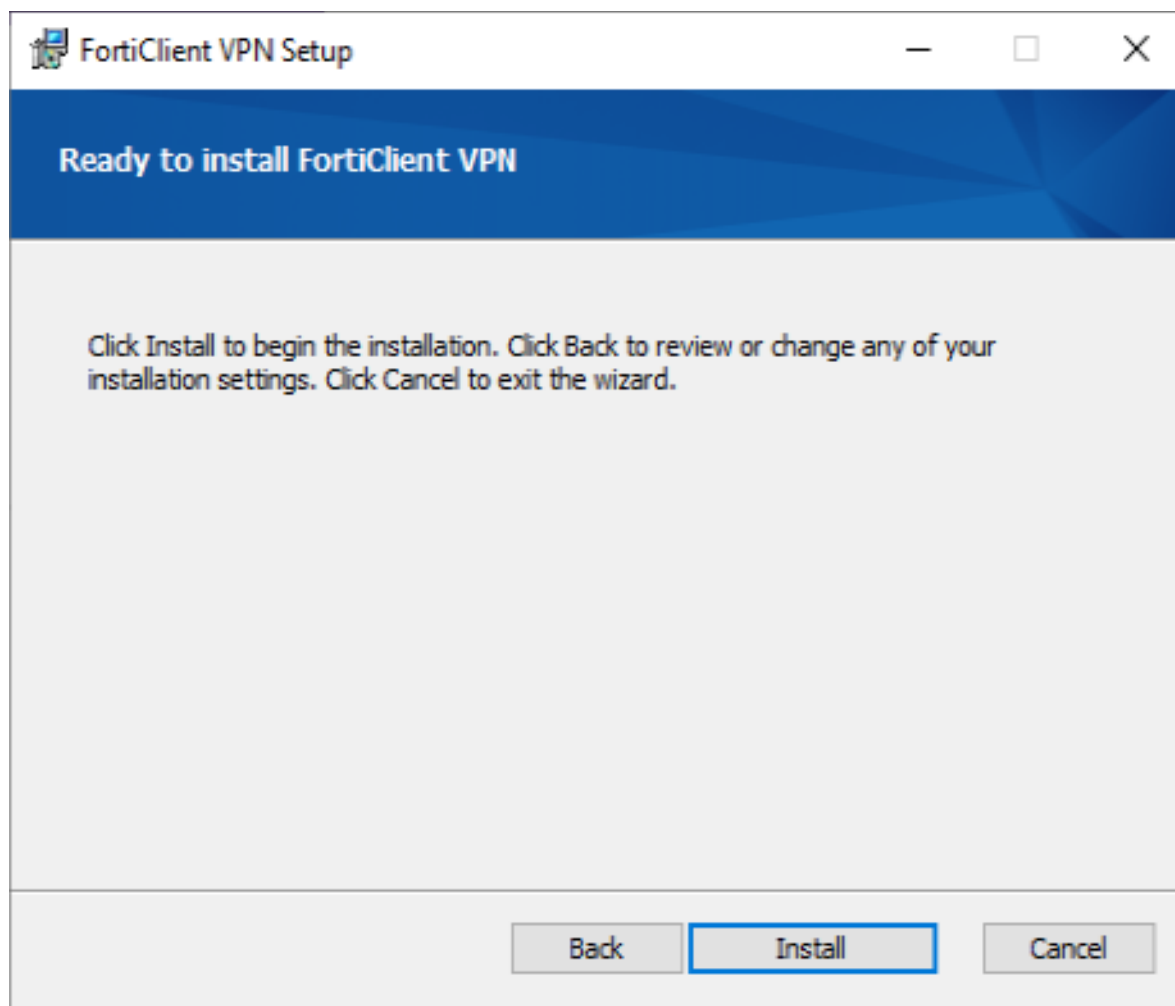 FortiClient VPN Setup
Ready to install FortiClient VPN
Click Install to begin the installation. Click Back to review or change any of your
installation settings. Click Cancel to exit the wizard.
Back
Install
Cancel